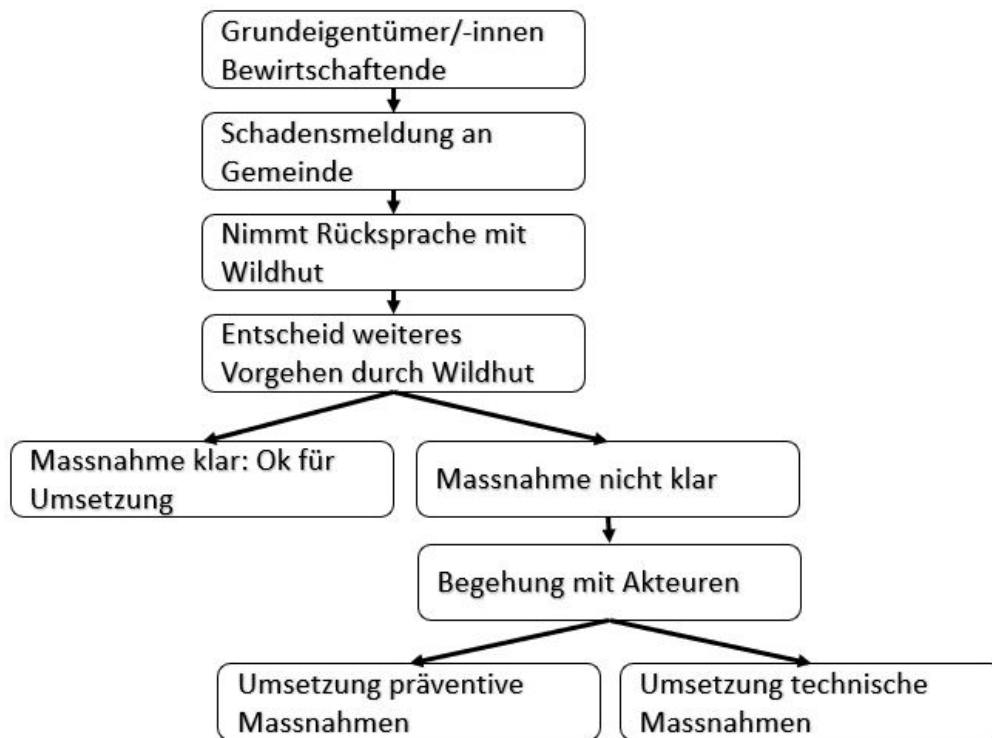 Grundeigentümer/-innen
Bewirtschaftende
Schadensmeldung an
Gemeinde
Nimmt Rücksprache mit
Wildhut
Entscheid weiteres
Vorgehen durch Wildhut
Massnahme klar: Ok für
Umsetzung
Massnahme nicht klar
Begehung mit Akteuren
Umsetzung präventive
Massnahmen
Umsetzung technische
Massnahmen